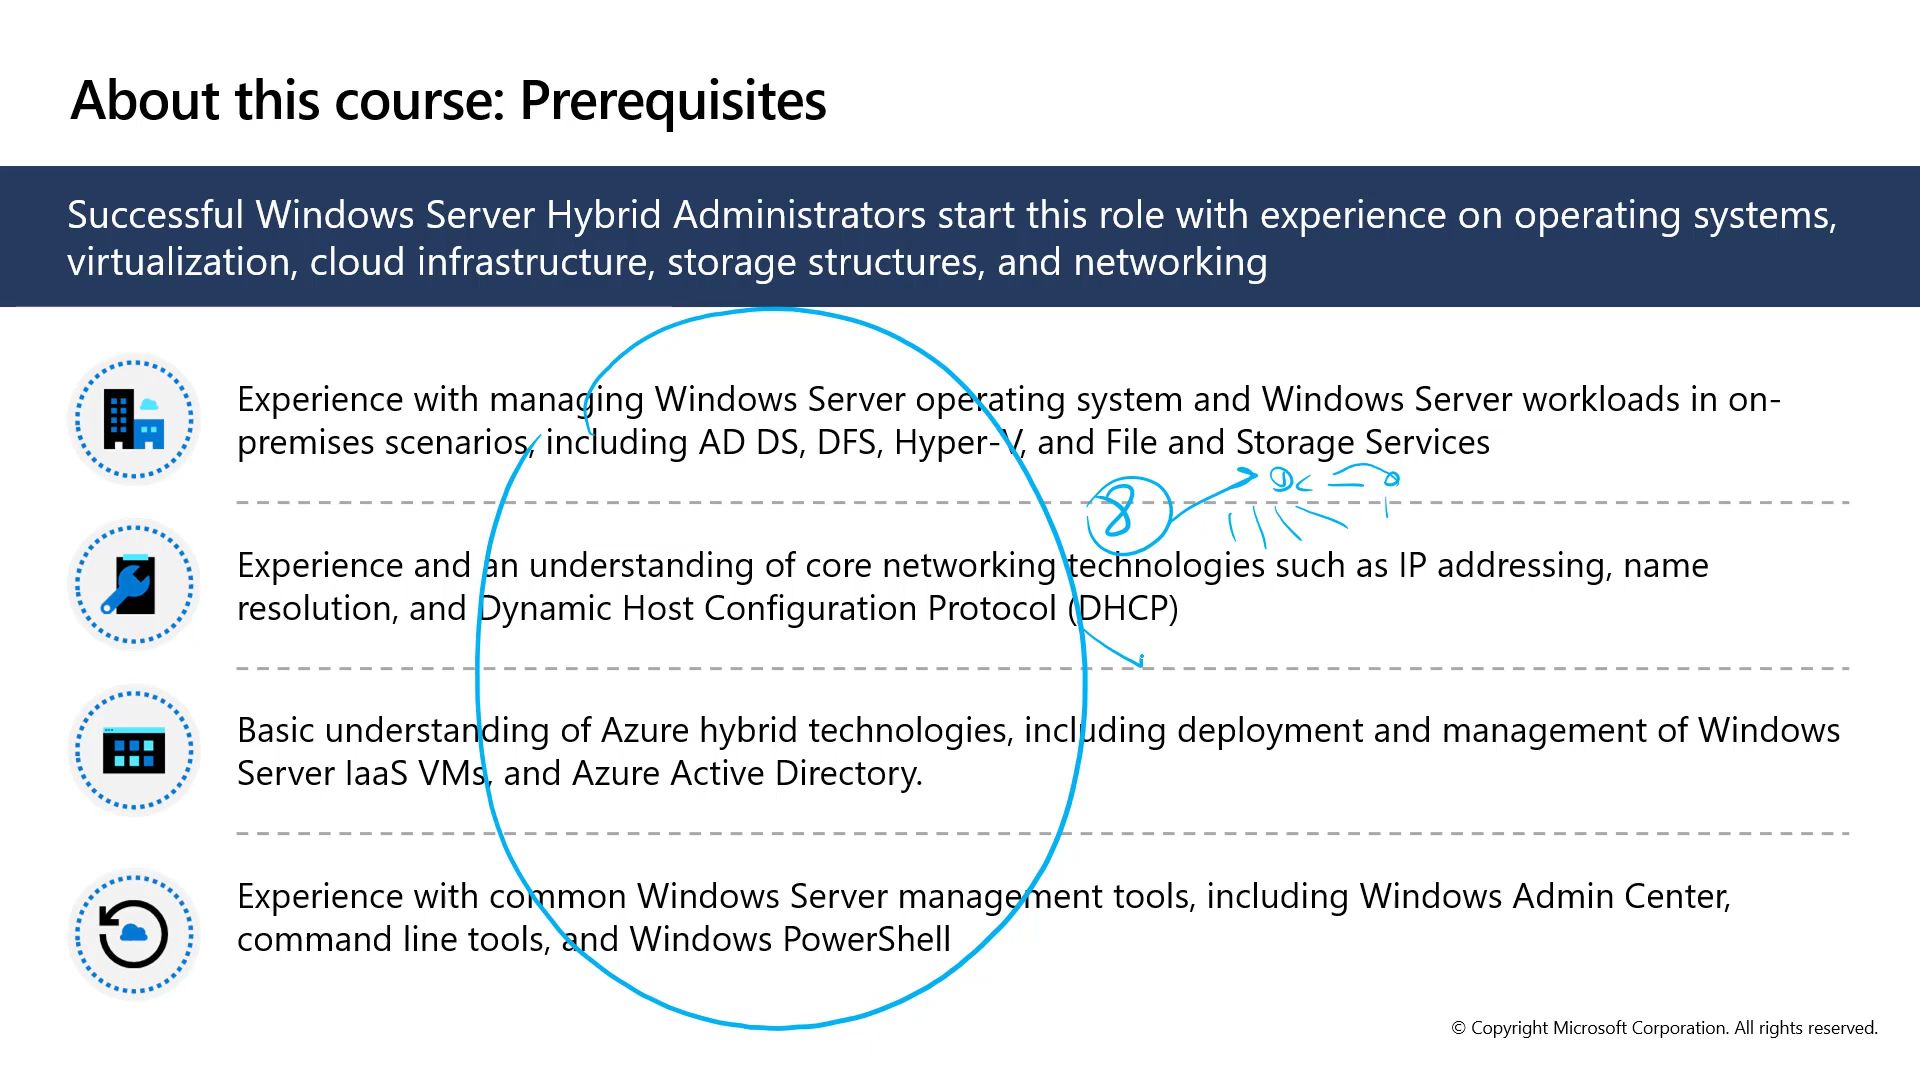 About this course: Prerequisites
Successful Windows Server Hybrid Administrators start this role with experience on operating systems,
virtualization, cloud infrastructure, storage structures, and networking
Experience with managing Windows Server operating system and Windows Server workloads in on-
premises scenarios, including AD DS, DFS, Hyper-V, and File and Storage Services
8
Experience and an understanding of core networking technologies such as IP addressing, name
resolution, and Dynamic Host Configuration Protocol (DHCP)
Basic understanding of Azure hybrid technologies, including deployment and management of Windows
Server IaaS VMs, and Azure Active Directory.
Experience with common Windows Server management tools, including Windows Admin Center,
command line tools, and Windows PowerShell
© Copyright Microsoft Corporation. All rights reserved.